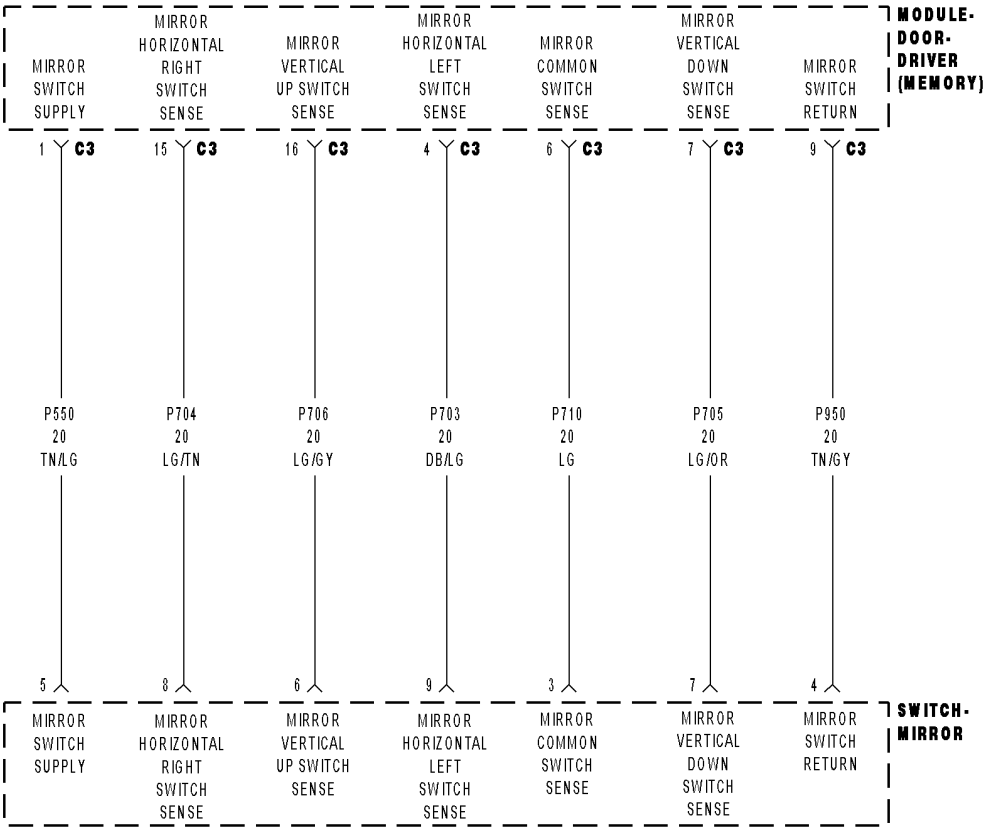 MODULE-
DOOR-
DRIVER
(MEMORY)
MIRROR
SWITCH
SUPPLY
MIRROR
HORIZONTAL
RIGHT
SWITCH
SENSE
MIRROR
VERTICAL
UP SWITCH
SENSE
MIRROR
HORIZONTAL
LEFT
SWITCH
SENSE
MIRROR
COMMON
SWITCH
SENSE
MIRROR
VERTICAL
DOWN
SWITCH
SENSE
MIRROR
SWITCH
RETURN
1 C3
15 C3
16 C3
4 C3
6 C3
7 C3
9 C3
P550
20
TN/LG
P704
20
LG/TN
P706
20
LG/GY
P703
20
DB/LG
P710
20
LG
P705
20
LG/OR
P950
20
TN/GY
5
8
6
9
3
7
4
MIRROR
SWITCH
SUPPLY
MIRROR
HORIZONTAL
RIGHT
SWITCH
SENSE
MIRROR
VERTICAL
UP SWITCH
SENSE
MIRROR
HORIZONTAL
LEFT
SWITCH
SENSE
MIRROR
COMMON
SWITCH
SENSE
MIRROR
VERTICAL
DOWN
SWITCH
SENSE
MIRROR
SWITCH
RETURN
SWITCH-
MIRROR